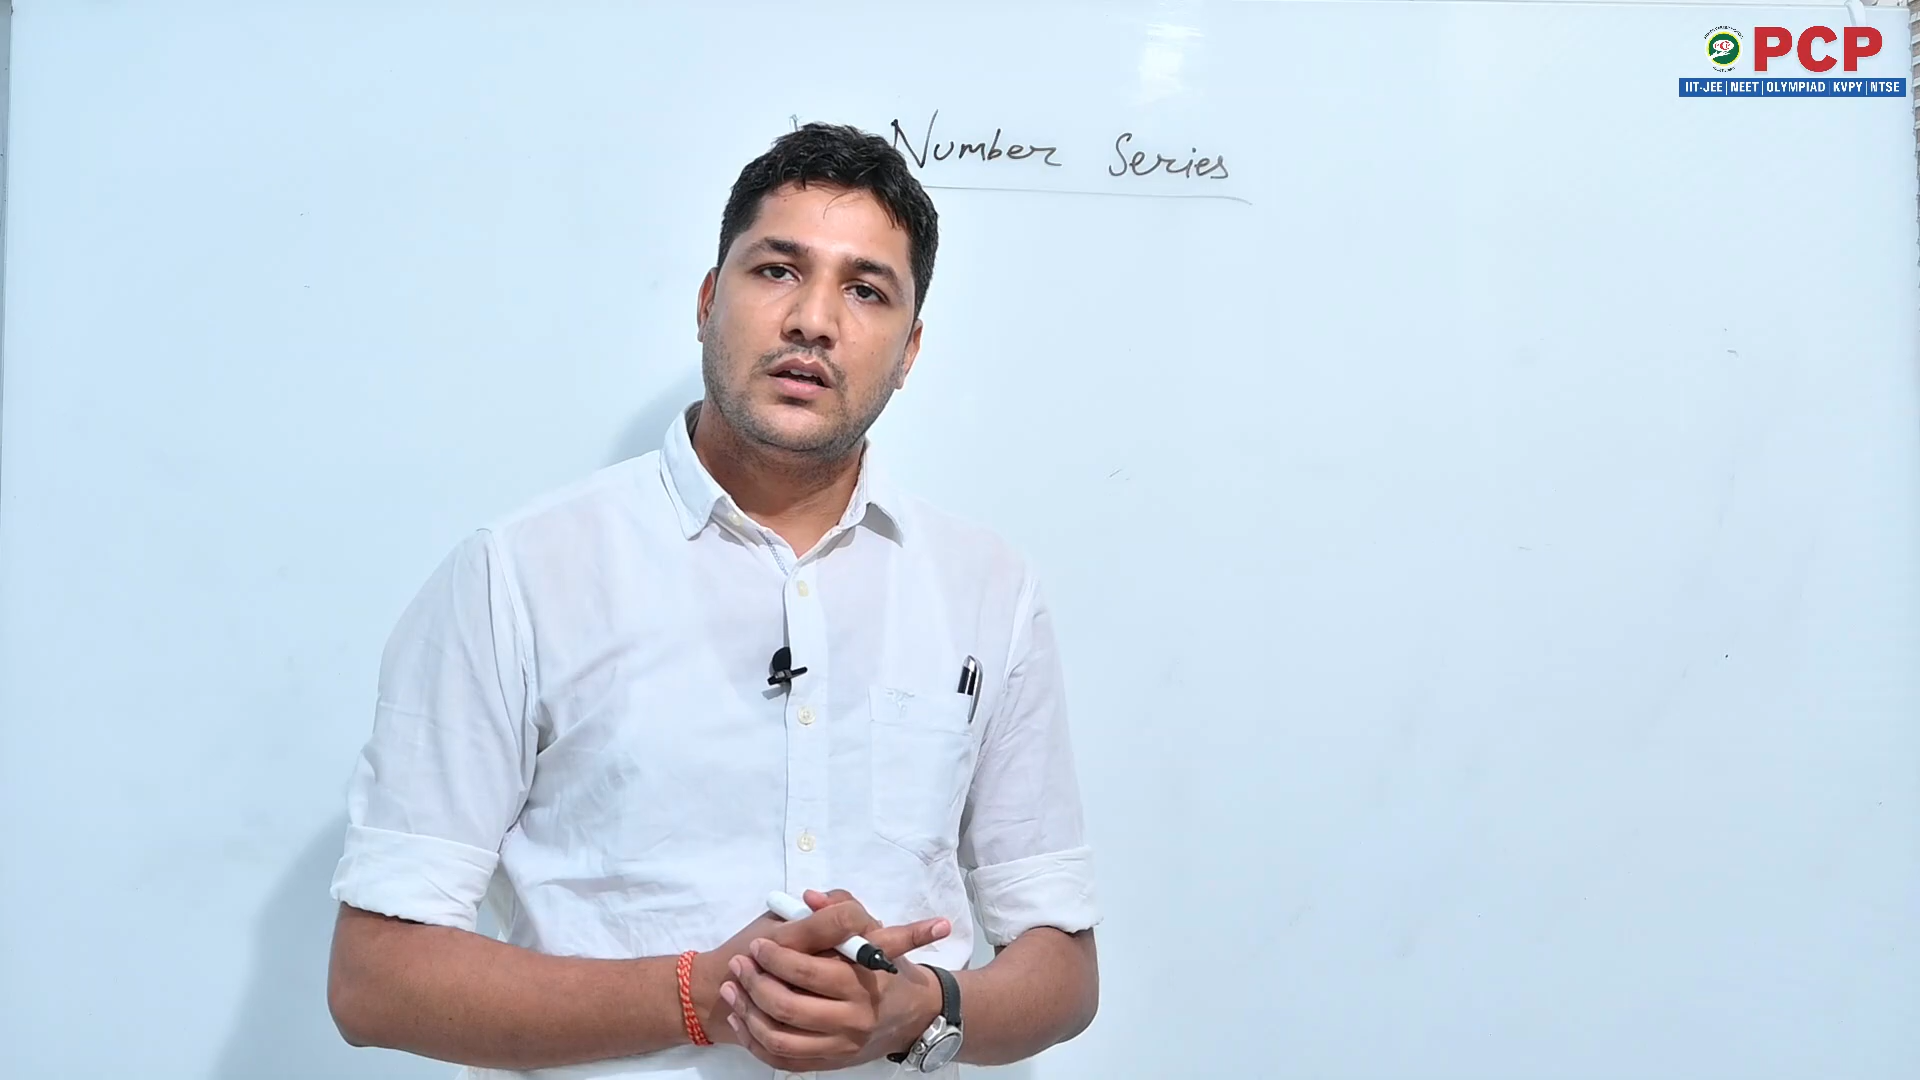 PCP
IIT-JEE | NEET | OLYMPIAD | KVPY | NTSE
Number Series